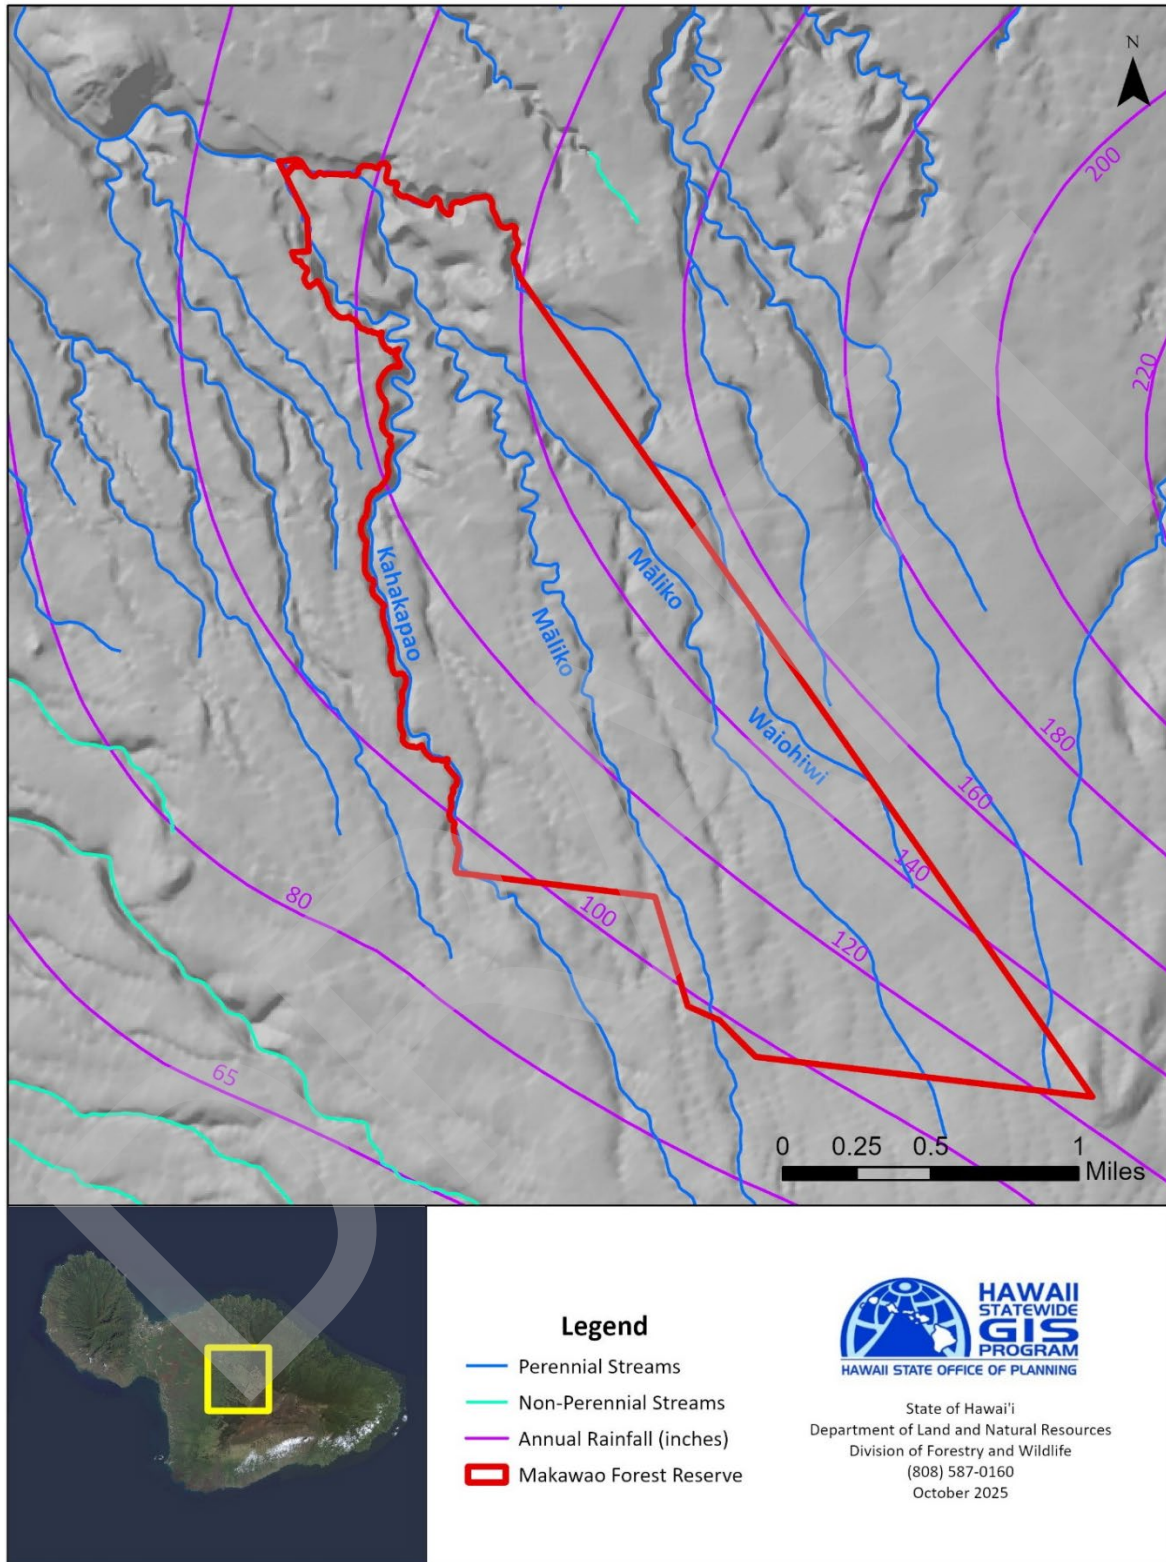 N
200
220
Kahakapao
Māliko
Māliko
Waiohiwi
180
160
140
120
100
80
65
0 0.25 0.5 1
Miles
Legend
Perennial Streams
Non-Perennial Streams
Annual Rainfall (inches)
Makawao Forest Reserve
HAWAII
STATEWIDE
GIS
PROGRAM
HAWAII STATE OFFICE OF PLANNING
State of Hawai'i
Department of Land and Natural Resources
Division of Forestry and Wildlife
(808) 587-0160
October 2025